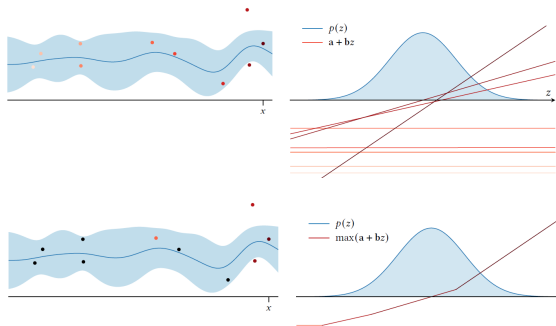 p(z)
a + bz
z
x
p(z)
max(a + bz)
x